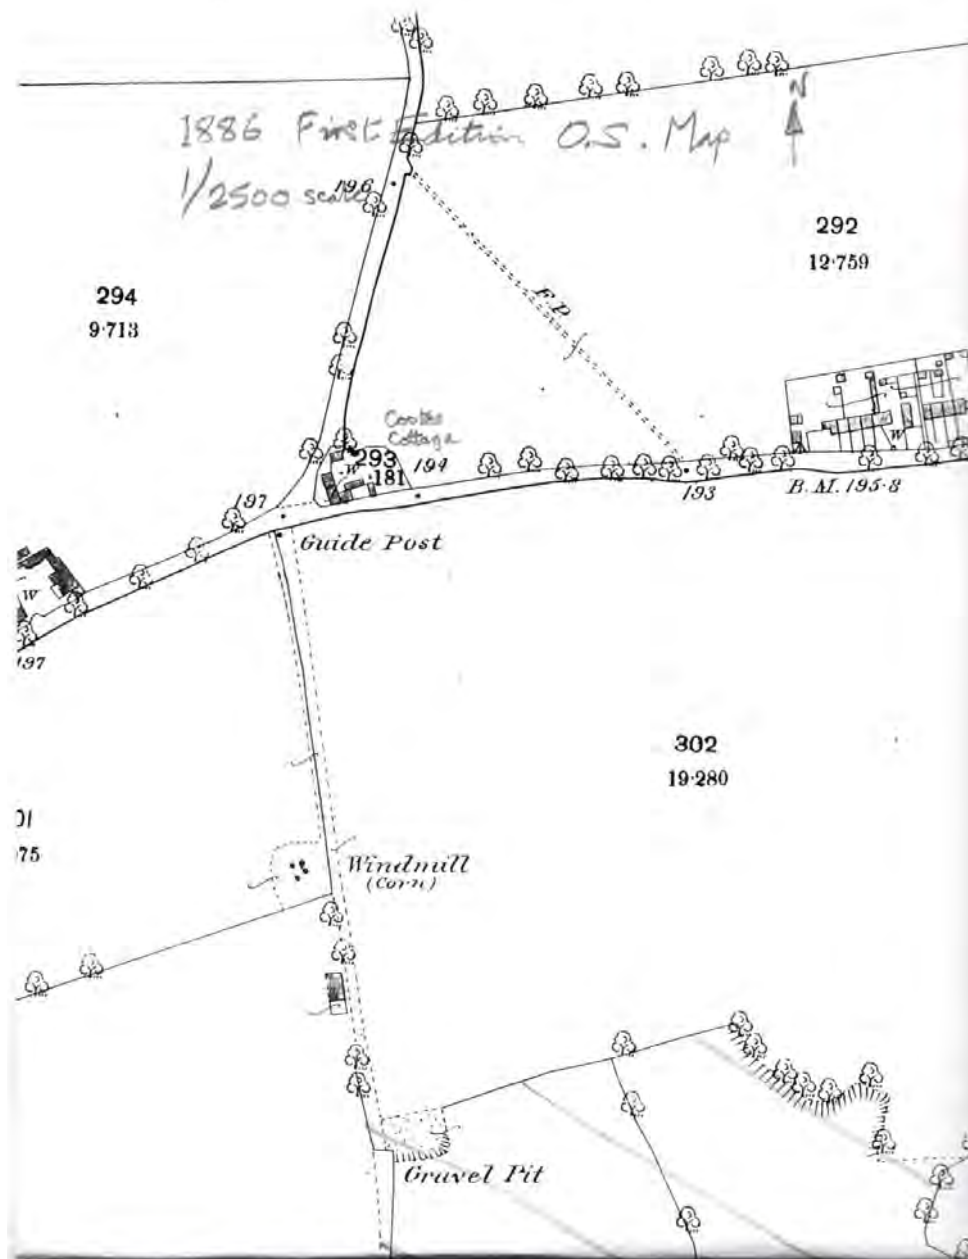 N
1886 First Edition O.S. Map
1/2500 scale
196
292
12·759
294
9·713
F.P.
Cottage
293
·181
W
194
197
W
193
B.M. 195·8
Guide Post
W
197
302
19·280
01
75
Windmill
(Corn)
Gravel Pit